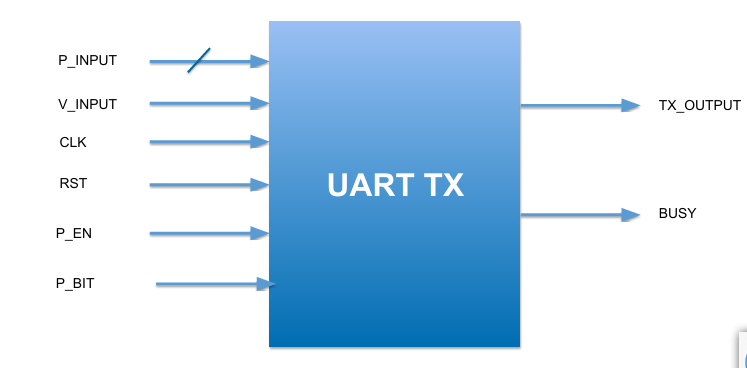 P_INPUT
V_INPUT
CLK
RST
P_EN
P_BIT
UART TX
TX_OUTPUT
BUSY